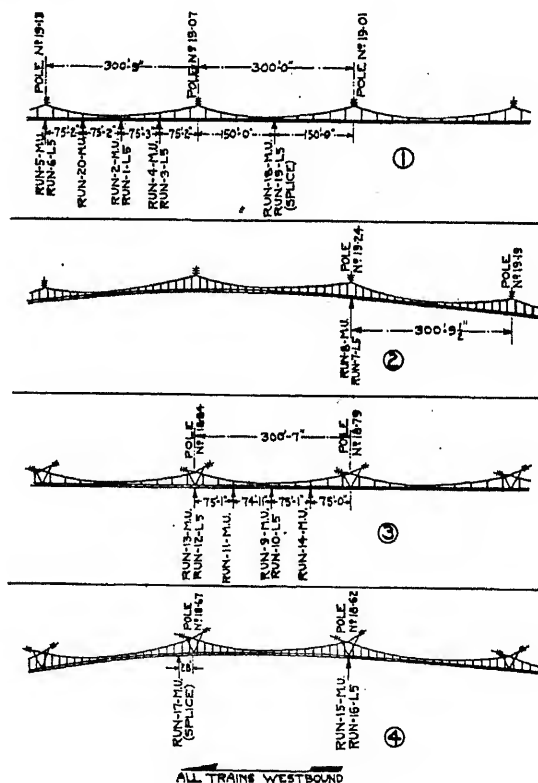 POLE Nº 19-13
POLE Nº 19-07
POLE Nº 19-01
300'-9"
300'-0"
75'-2"
75'-2"
75'-3"
75'-2"
150'-0"
150'-0"
RUN-5-M.U.
RUN-6-L5
RUN-20-M.U.
RUN-2-M.U.
RUN-1-L5
RUN-4-M.U.
RUN-3-L5
RUN-18-M.U.
RUN-19-L5
(SPLICE)
1
POLE
Nº 19-24
POLE
Nº 19-19
300'-9½"
RUN-8-M.U.
RUN-7-L5
2
POLE
Nº 18-84
POLE
Nº 18-79
300'-7"
75'-1"
74'-11"
75'-1"
75'-0"
RUN-13-M.U.
RUN-12-L5
RUN-11-M.U.
RUN-9-M.U.
RUN-10-L5
RUN-14-M.U.
3
POLE
Nº 18-67
POLE
Nº 18-62
RUN-17-M.U.
(SPLICE)
RUN-15-M.U.
RUN-16-L5
4
ALL TRAINS WESTBOUND